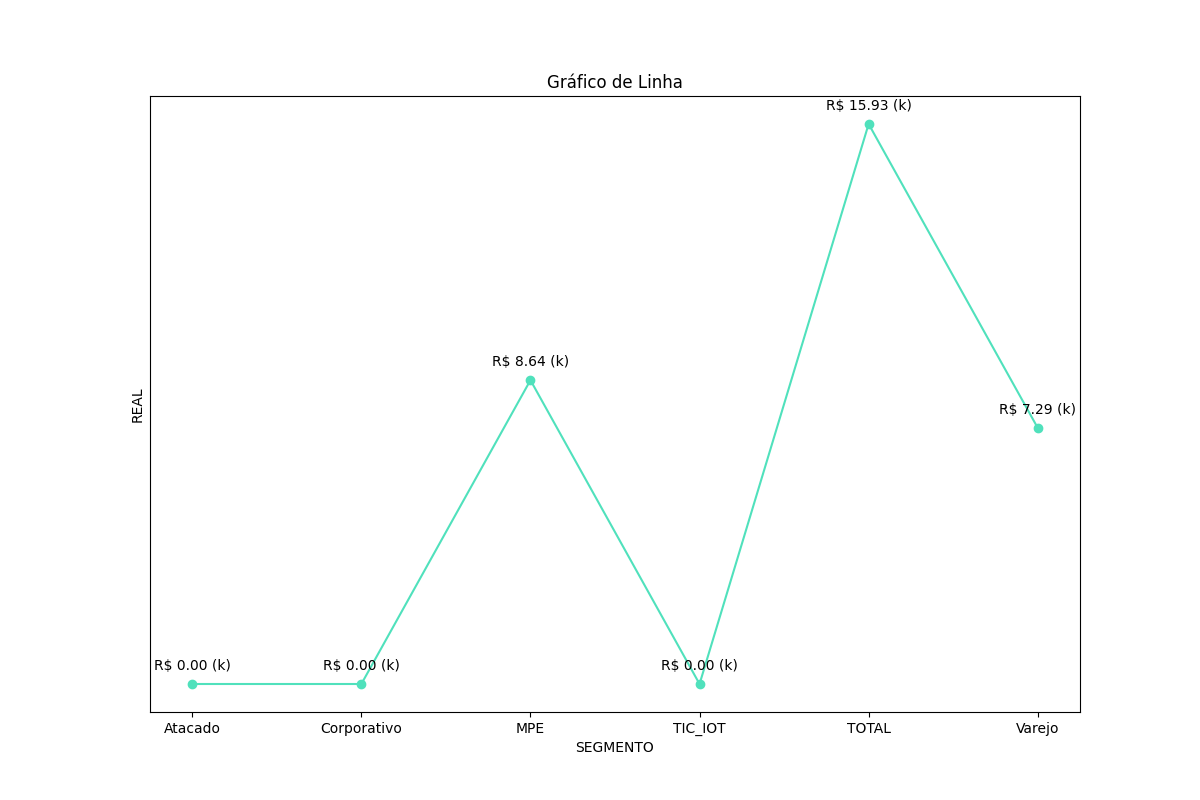 Gráfico de Linha
R$ 15.93 (k)
R$ 8.64 (k)
REAL
R$ 7.29 (k)
R$ 0.00 (k)
R$ 0.00 (k)
R$ 0.00 (k)
Atacado
Corporativo
MPE
TIC_IOT
TOTAL
Varejo
SEGMENTO